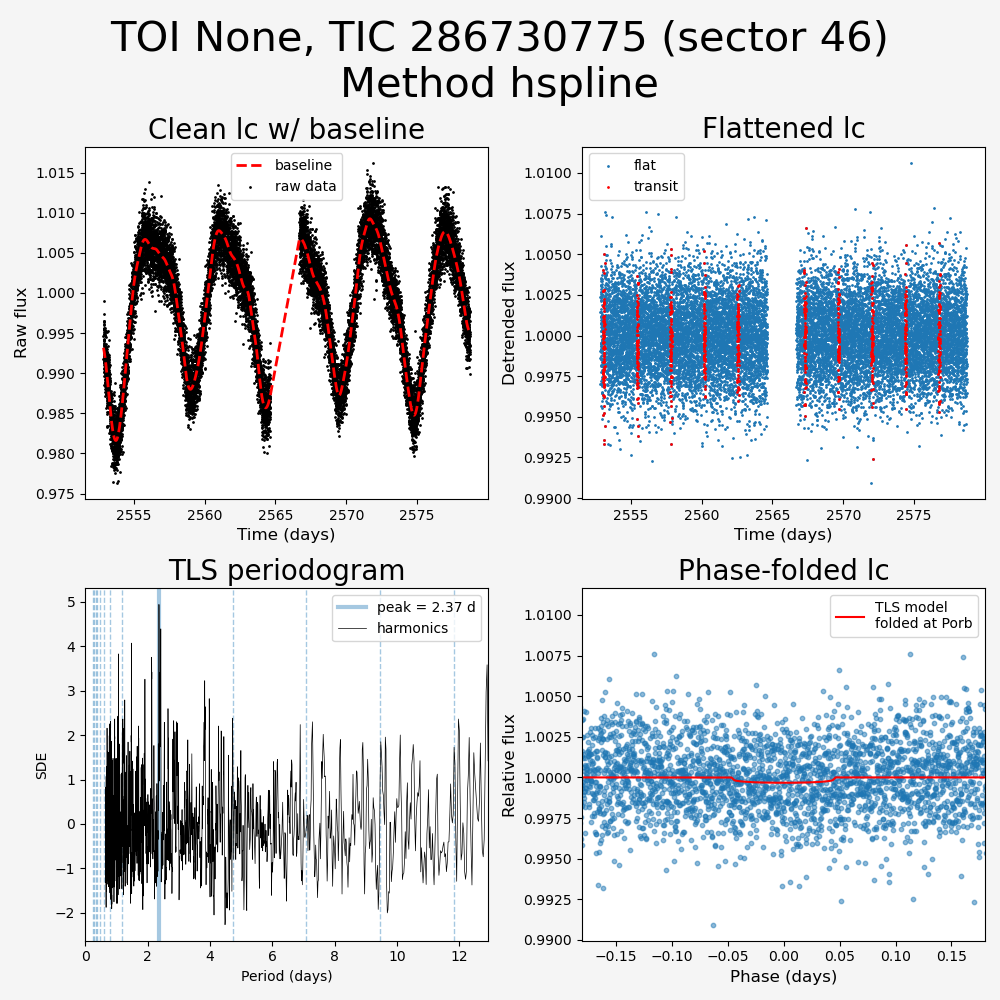 TOI None, TIC 286730775 (sector 46)
Method hspline
Clean lc w/ baseline
baseline
raw data
1.015
1.010
1.005
1.000
0.995
0.990
0.985
0.980
0.975
Raw flux
2555
2560
2565
2570
2575
Time (days)
Flattened lc
flat
transit
1.0100
1.0075
1.0050
1.0025
1.0000
0.9975
0.9950
0.9925
0.9900
Detrended flux
2555
2560
2565
2570
2575
Time (days)
TLS periodogram
peak = 2.37 d
harmonics
5
4
3
2
1
0
−1
−2
SDE
0
2
4
6
8
10
12
Period (days)
Phase-folded lc
TLS model
folded at Porb
1.0100
1.0075
1.0050
1.0025
1.0000
0.9975
0.9950
0.9925
0.9900
Relative flux
−0.15
−0.10
−0.05
0.00
0.05
0.10
0.15
Phase (days)